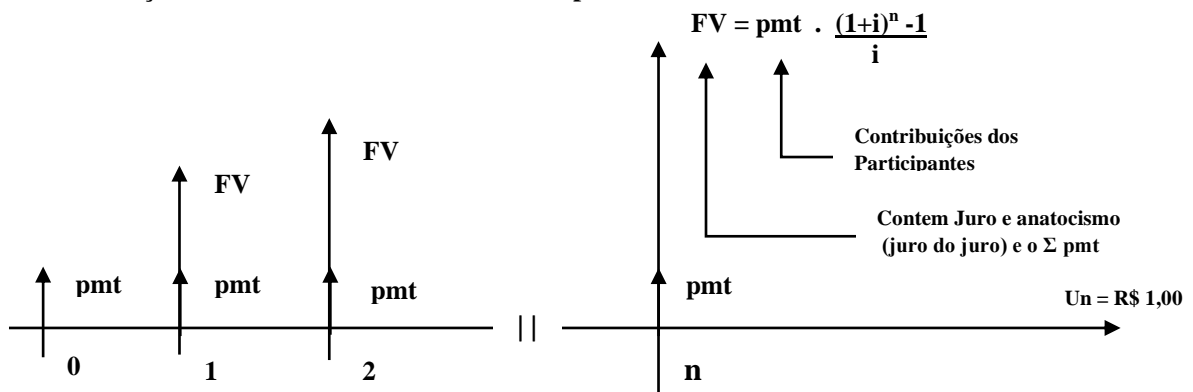 FV = pmt . (1+i)ⁿ -1
i
Contribuições dos
Participantes
FV
FV
Contem Juro e anatocismo
(juro do juro) e o Σ pmt
pmt
pmt
pmt
pmt
Un = R$ 1,00
||
0
1
2
n